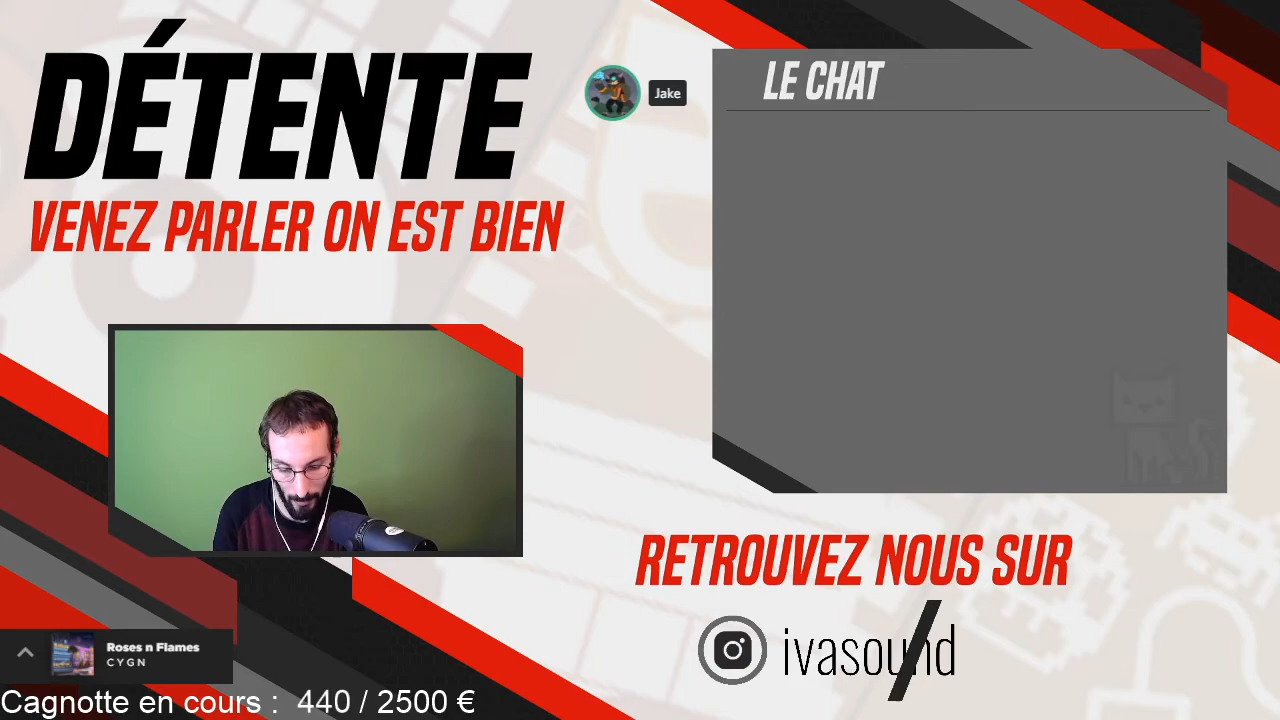 DÉTENTE
VENEZ PARLER ON EST BIEN
Jake
LE CHAT
RETROUVEZ NOUS SUR
ivasound
Roses n Flames
CYGN
Cagnotte en cours : 440 / 2500 €